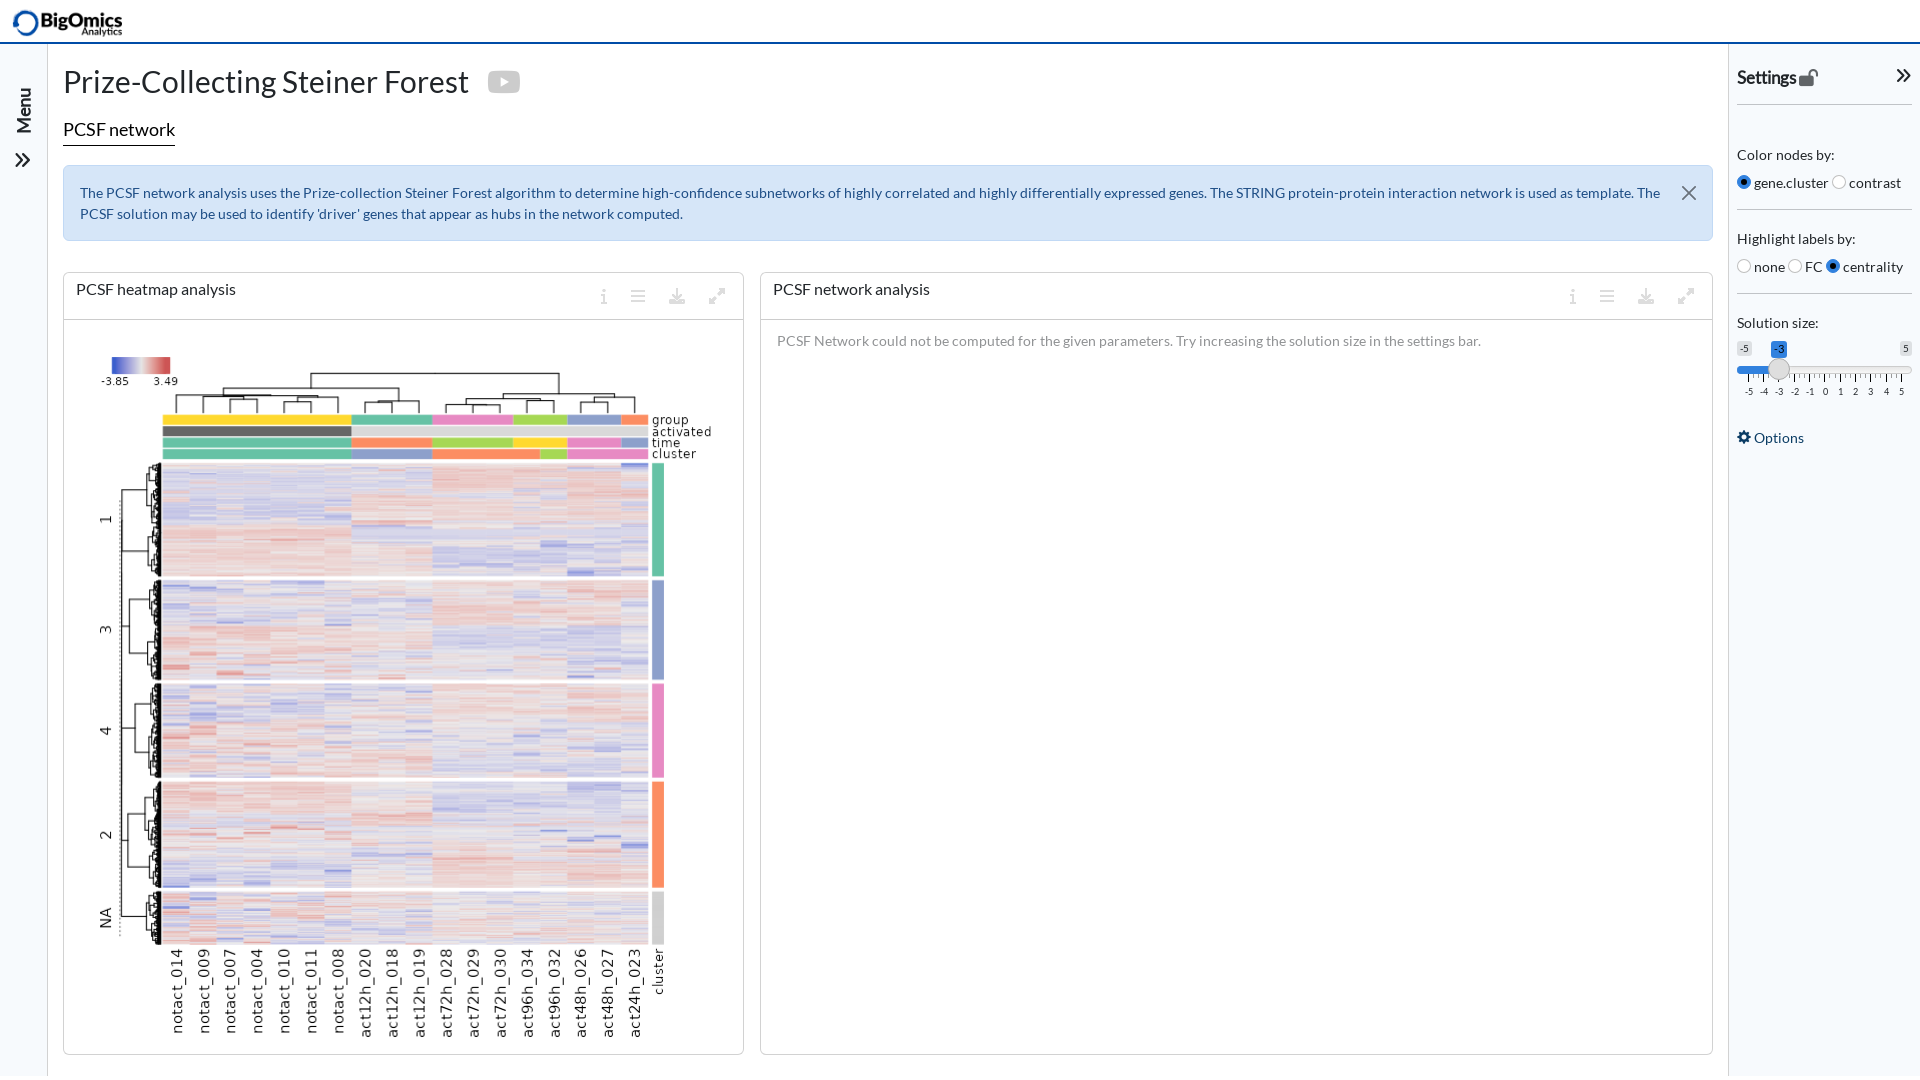 BigOmics
Analytics
Menu
Prize-Collecting Steiner Forest
PCSF network
The PCSF network analysis uses the Prize-collection Steiner Forest algorithm to determine high-confidence subnetworks of highly correlated and highly differentially expressed genes. The STRING protein-protein interaction network is used as template. The
PCSF solution may be used to identify 'driver' genes that appear as hubs in the network computed.
PCSF heatmap analysis
-3.85 3.49
group
activated
time
cluster
1
3
4
2
NA
notact_014
notact_009
notact_007
notact_004
notact_010
notact_011
notact_008
act12h_020
act12h_018
act12h_019
act72h_028
act72h_029
act72h_030
act96h_034
act96h_032
act48h_026
act48h_027
act24h_023
cluster
PCSF network analysis
PCSF Network could not be computed for the given parameters. Try increasing the solution size in the settings bar.
Settings
Color nodes by:
gene.cluster contrast
Highlight labels by:
none FC centrality
Solution size:
-5 -3 5
-5 -4 -3 -2 -1 0 1 2 3 4 5
Options